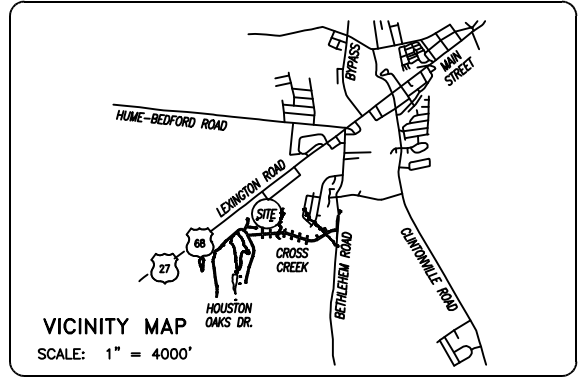 BYPASS
MAIN
STREET
HUME-BEDFORD ROAD
LEXINGTON ROAD
SITE
68
27
CROSS
CREEK
BETHLEHEM ROAD
CLINTONVILLE ROAD
HOUSTON
OAKS DR.
VICINITY MAP
SCALE: 1" = 4000'